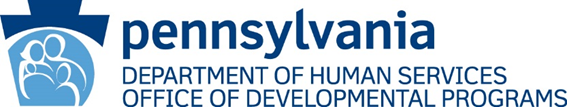 pennsylvania
DEPARTMENT OF HUMAN SERVICES
OFFICE OF DEVELOPMENTAL PROGRAMS